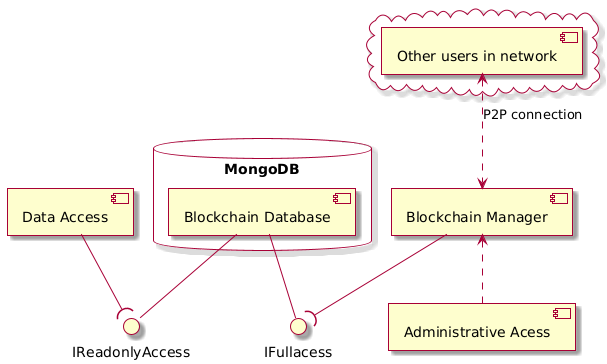 Other users in network
P2P connection
MongoDB
Data Access
Blockchain Database
Blockchain Manager
Administrative Acess
IReadonlyAccess
IFullacess